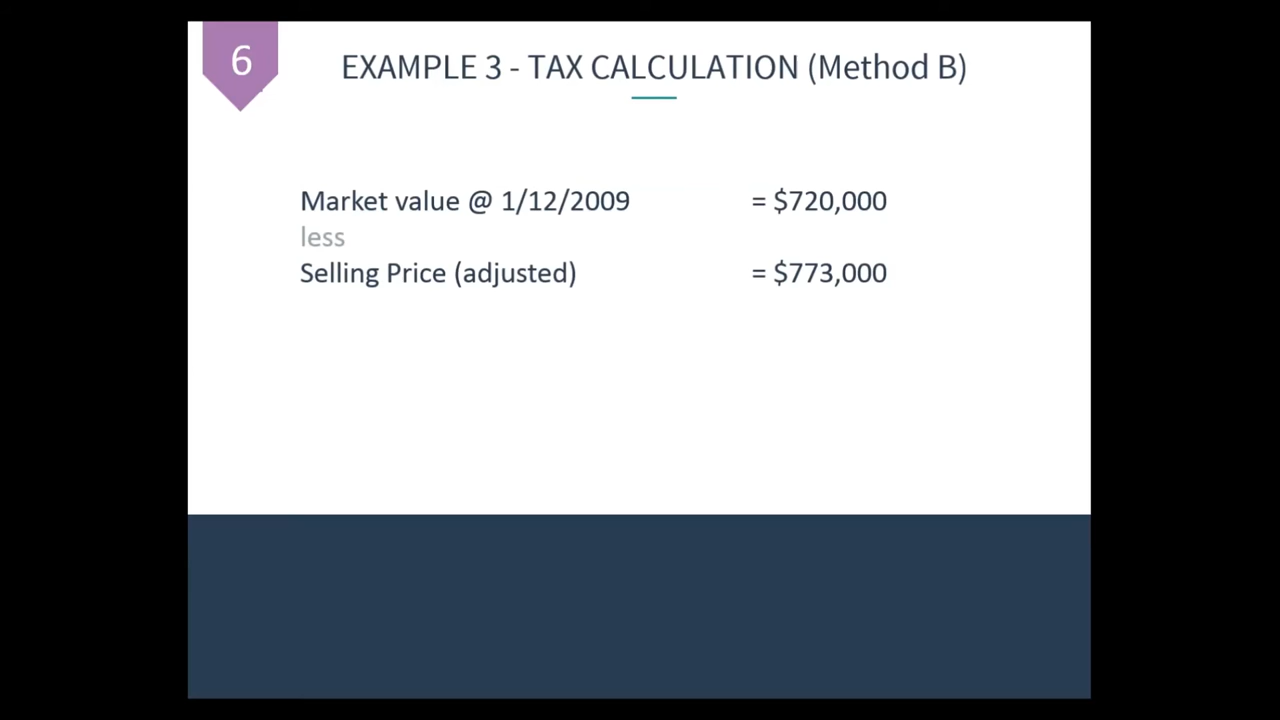 6
EXAMPLE 3 - TAX CALCULATION (Method B)
Market value @ 1/12/2009 = $720,000
less
Selling Price (adjusted) = $773,000